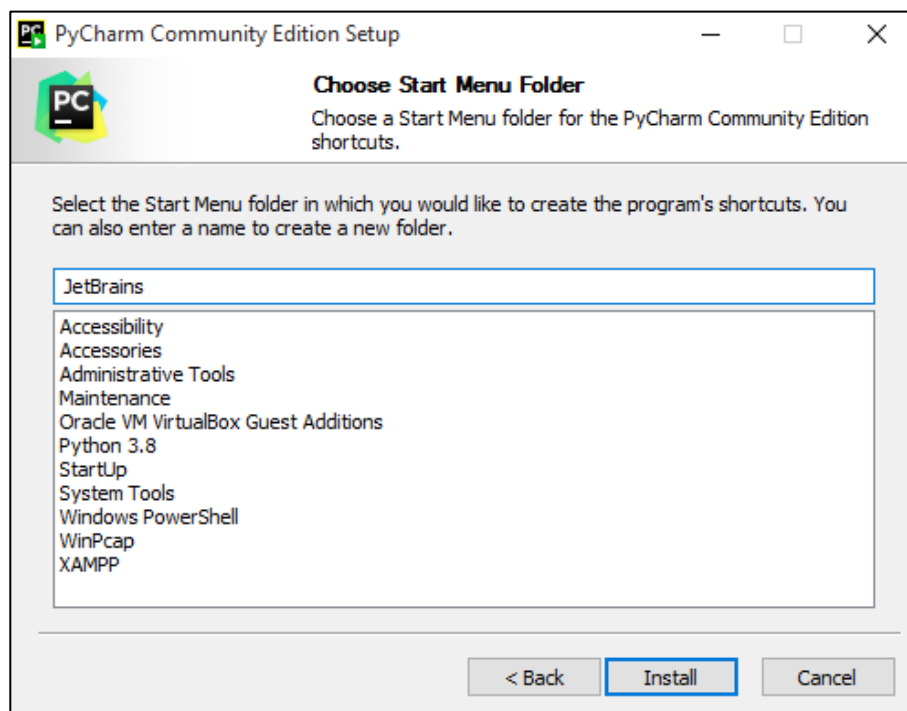 PC PyCharm Community Edition Setup
PC
Choose Start Menu Folder
Choose a Start Menu folder for the PyCharm Community Edition
shortcuts.
Select the Start Menu folder in which you would like to create the program's shortcuts. You
can also enter a name to create a new folder.
JetBrains
Accessibility
Accessories
Administrative Tools
Maintenance
Oracle VM VirtualBox Guest Additions
Python 3.8
StartUp
System Tools
Windows PowerShell
WinPcap
XAMPP
< Back Install Cancel